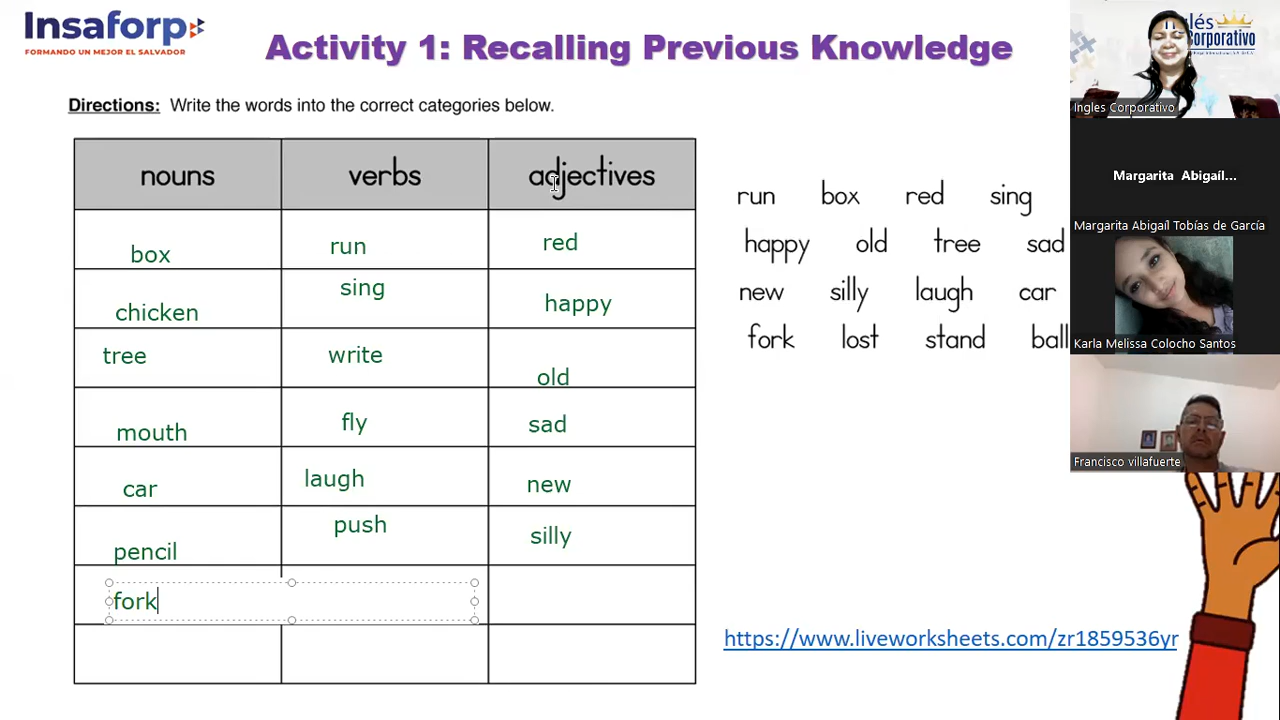 Insaforp
FORMANDO UN MEJOR EL SALVADOR
Activity 1: Recalling Previous Knowledge
Directions: Write the words into the correct categories below.
nouns verbs adjectives
box run red
chicken sing happy
tree write old
mouth fly sad
car laugh new
pencil push silly
fork
run box red sing
happy old tree sad
new silly laugh car
fork lost stand ball
https://www.liveworksheets.com/zr1859536yr
Inglés
Corporativo
Ingles Corporativo
Margarita Abigaíl...
Margarita Abigaíl Tobías de García
Karla Melissa Colocho Santos
Francisco villafuerte